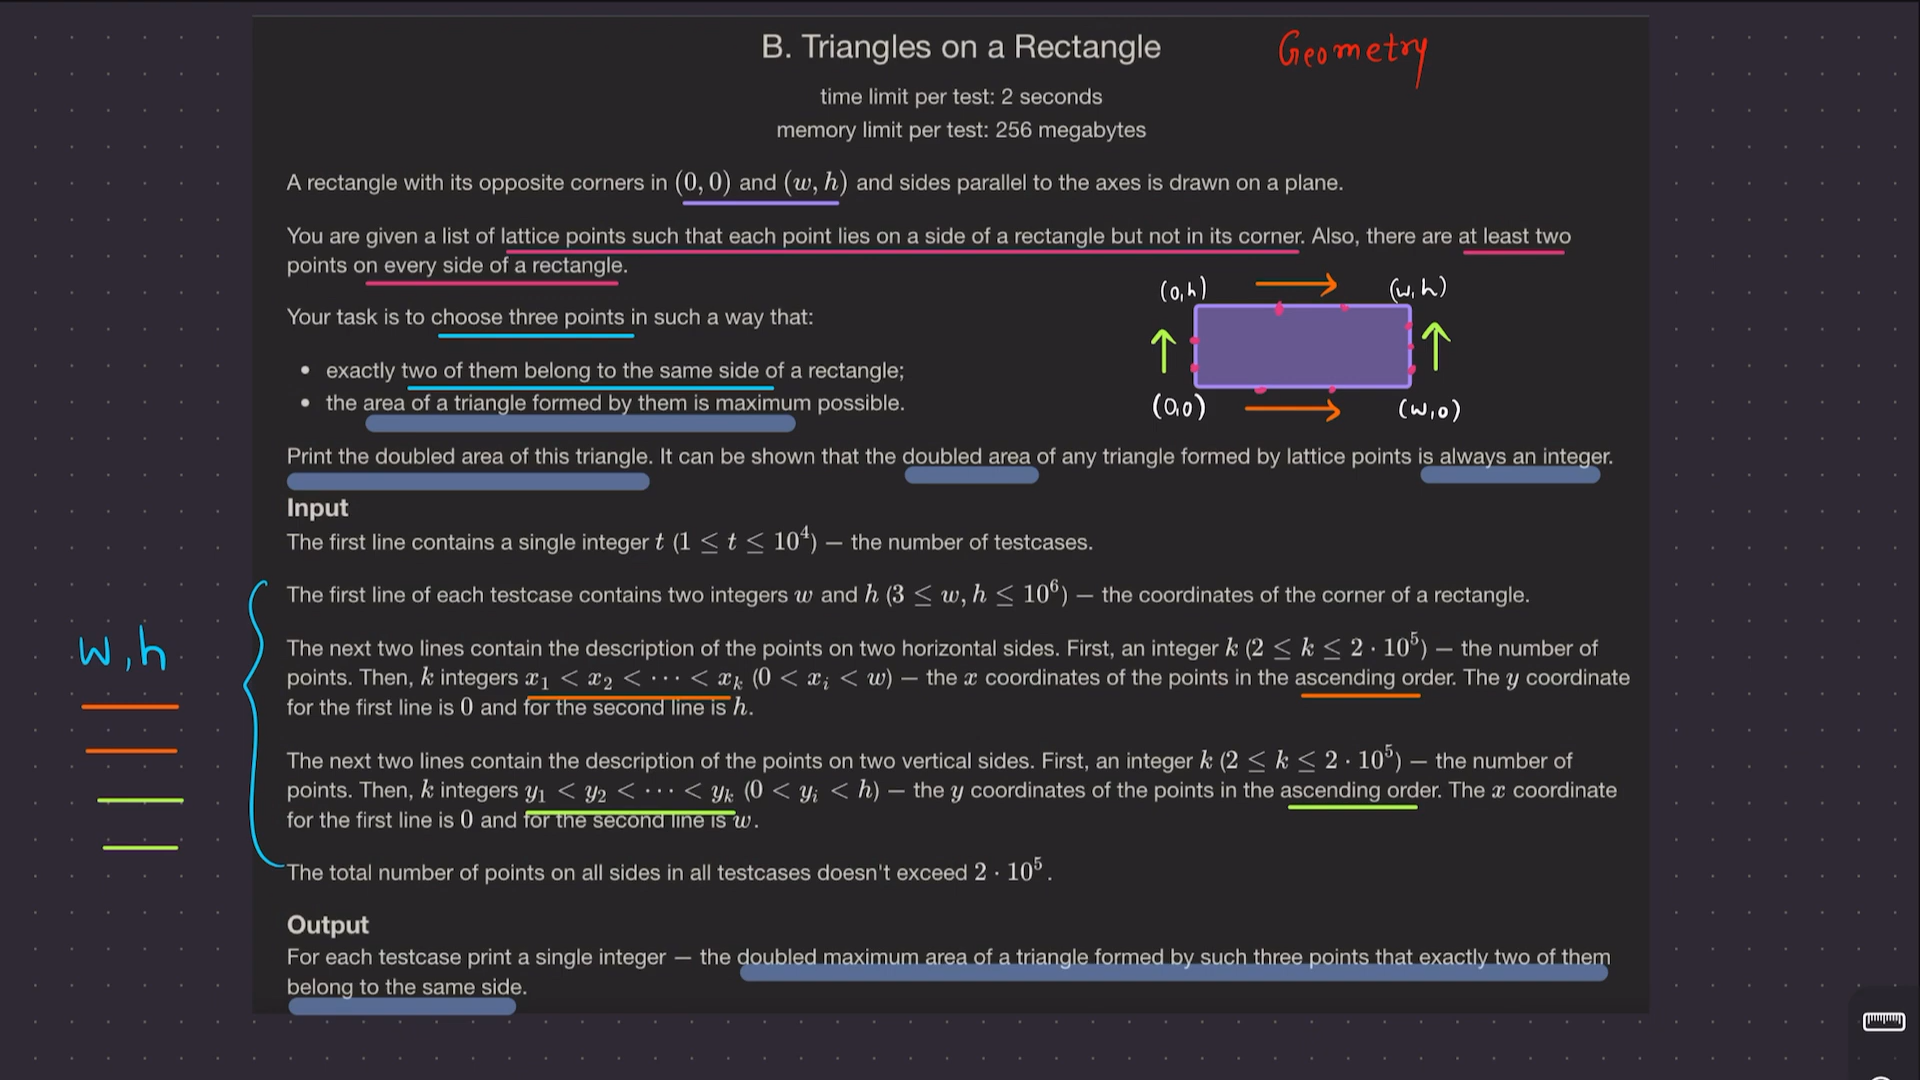 B. Triangles on a Rectangle
Geometry
time limit per test: 2 seconds
memory limit per test: 256 megabytes
A rectangle with its opposite corners in (0, 0) and (w, h) and sides parallel to the axes is drawn on a plane.
You are given a list of lattice points such that each point lies on a side of a rectangle but not in its corner. Also, there are at least two
points on every side of a rectangle.
(0,h)
(w,h)
Your task is to choose three points in such a way that:
• exactly two of them belong to the same side of a rectangle;
• the area of a triangle formed by them is maximum possible.
(0,0)
(w,0)
Print the doubled area of this triangle. It can be shown that the doubled area of any triangle formed by lattice points is always an integer.
Input
The first line contains a single integer t (1 ≤ t ≤ 10⁴) — the number of testcases.
The first line of each testcase contains two integers w and h (3 ≤ w, h ≤ 10⁶) — the coordinates of the corner of a rectangle.
w,h
The next two lines contain the description of the points on two horizontal sides. First, an integer k (2 ≤ k ≤ 2 · 10⁵) — the number of
points. Then, k integers x₁ < x₂ < ⋯ < xₖ (0 < xᵢ < w) — the x coordinates of the points in the ascending order. The y coordinate
for the first line is 0 and for the second line is h.
The next two lines contain the description of the points on two vertical sides. First, an integer k (2 ≤ k ≤ 2 · 10⁵) — the number of
points. Then, k integers y₁ < y₂ < ⋯ < yₖ (0 < yᵢ < h) — the y coordinates of the points in the ascending order. The x coordinate
for the first line is 0 and for the second line is w.
The total number of points on all sides in all testcases doesn't exceed 2 · 10⁵.
Output
For each testcase print a single integer — the doubled maximum area of a triangle formed by such three points that exactly two of them
belong to the same side.